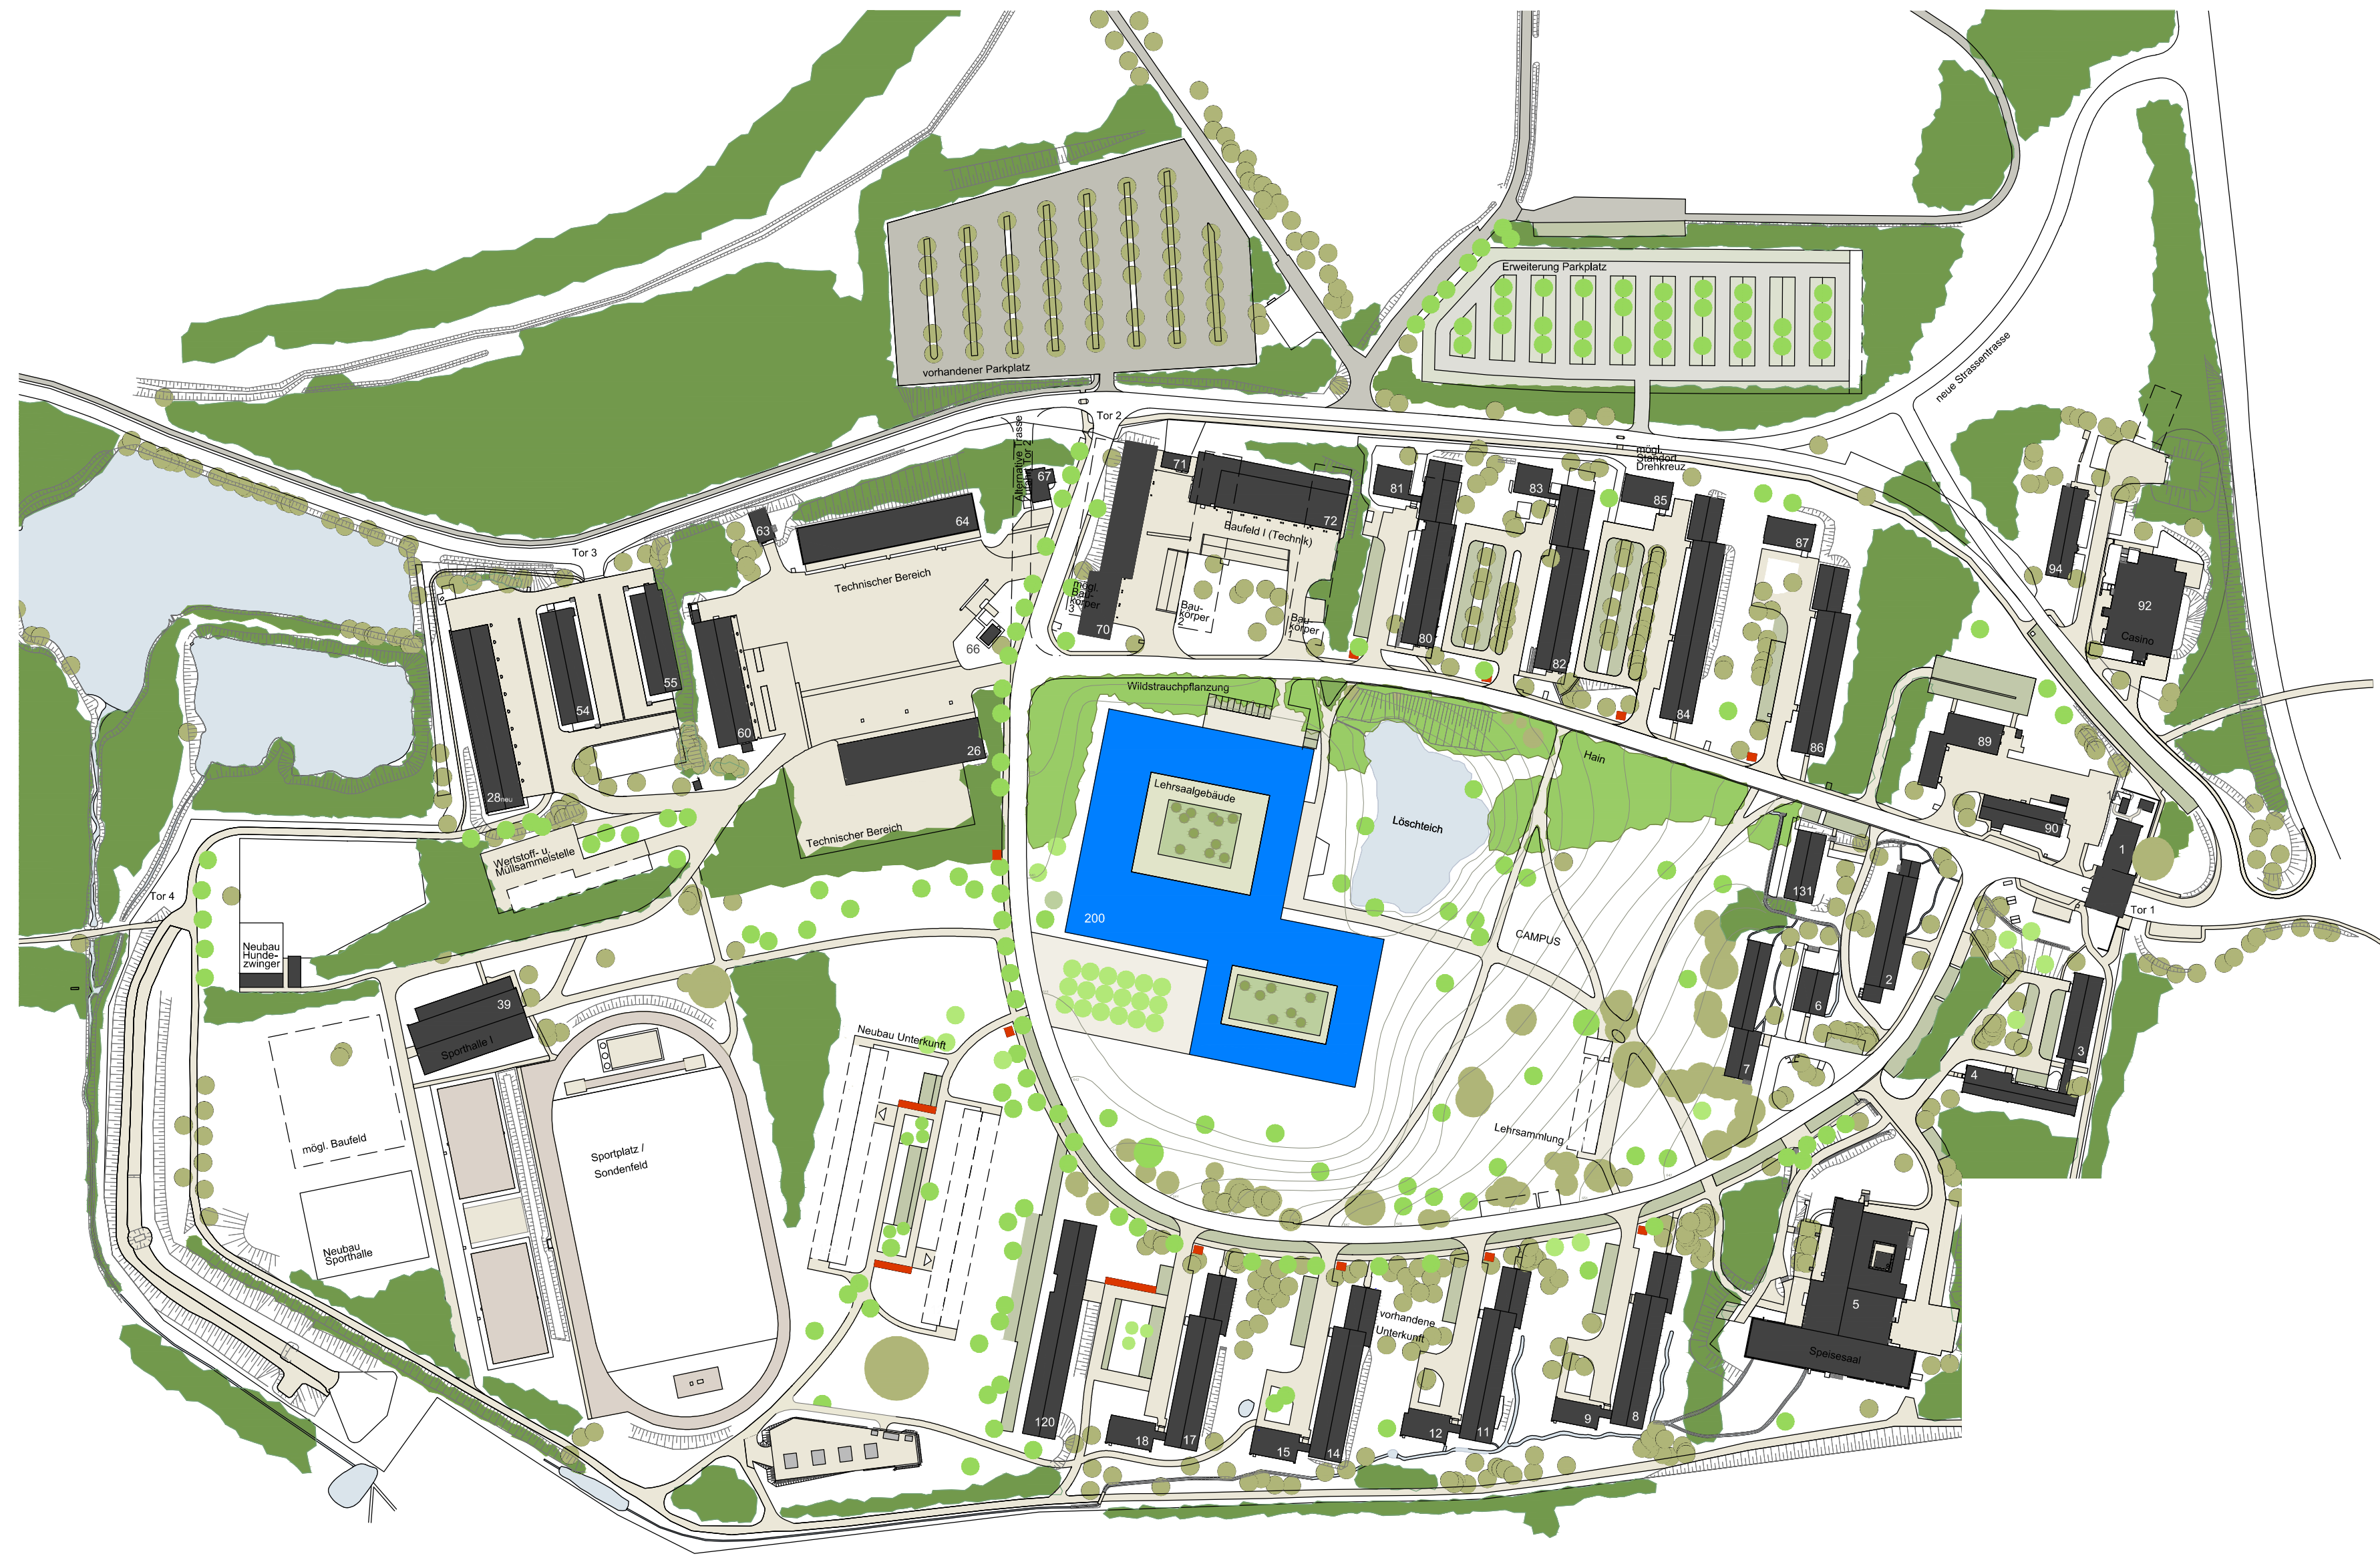 Erweiterung Parkplatz
vorhandener Parkplatz
neue Strassentrasse
Tor 2
Alternative Trasse
Zufahrt Tor 2
mögl.
Standort
Drehkreuz
67
71
72
81
83
85
87
94
92
Casino
63
64
Tor 3
Technischer Bereich
Baufeld I (Technik)
mögl.
Bau-
körper
3
70
Bau-
körper
2
Bau-
körper
1
80
82
84
86
66
55
54
60
26
28neu
Wildstrauchpflanzung
Hain
89
90
1A
1
Tor 1
Lehrsaalgebäude
Löschteich
Technischer Bereich
Wertstoff- u.
Müllsammelstelle
Tor 4
200
CAMPUS
131
2
6
7
3
4
Neubau
Hunde-
zwinger
39
Sporthalle I
Neubau Unterkunft
mögl. Baufeld
Sportplatz /
Sondenfeld
Lehrsammlung
Neubau
Sporthalle
vorhandene
Unterkunft
5
Speisesaal
120
18
17
15
14
12
11
9
8